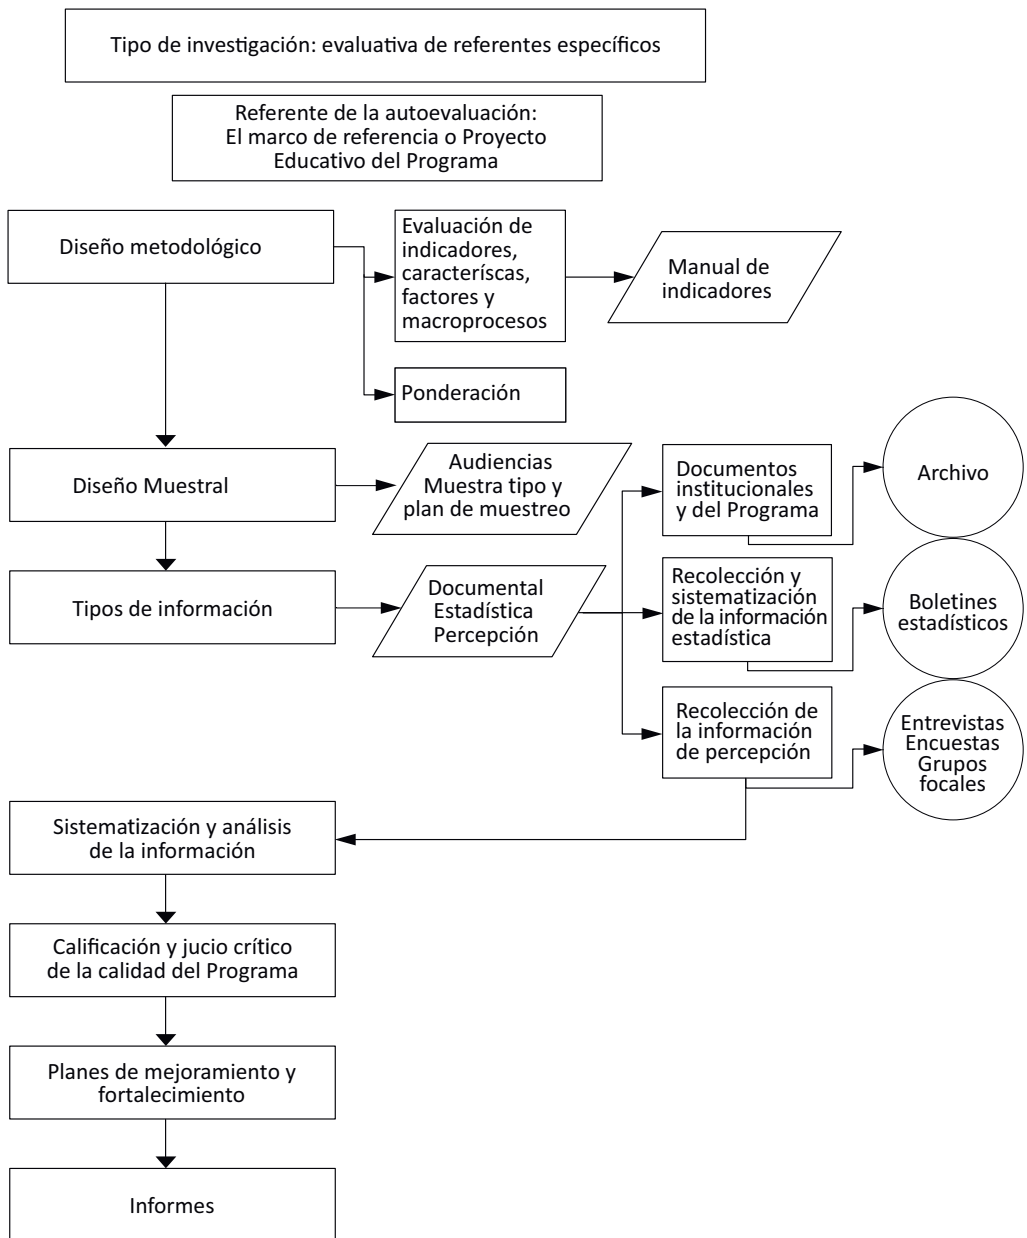 Tipo de investigación: evaluativa de referentes específicos
Referente de la autoevaluación:
El marco de referencia o Proyecto
Educativo del Programa
Diseño metodológico
Evaluación de
indicadores,
caracteríscas,
factores y
macroprocesos
Manual de
indicadores
Ponderación
Diseño Muestral
Audiencias
Muestra tipo y
plan de muestreo
Documentos
institucionales
y del Programa
Archivo
Tipos de información
Documental
Estadística
Percepción
Recolección y
sistematización
de la información
estadística
Boletines
estadísticos
Recolección de
la información
de percepción
Entrevistas
Encuestas
Grupos
focales
Sistematización y análisis
de la información
Calificación y jucio crítico
de la calidad del Programa
Planes de mejoramiento y
fortalecimiento
Informes